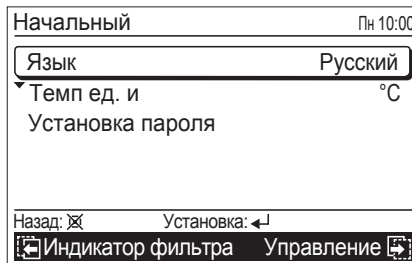 Начальный Пн 10:00
Язык Русский
Темп ед. и °C
Установка пароля
Назад: Установка:
Индикатор фильтра Управление